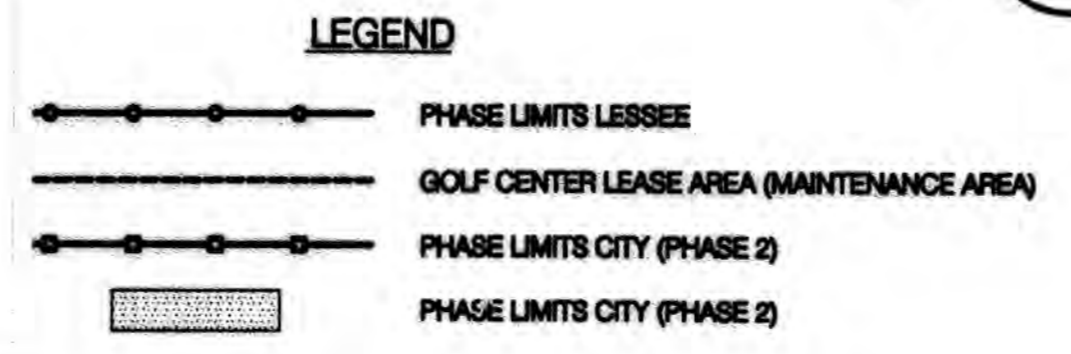 LEGEND
PHASE LIMITS LESSEE
GOLF CENTER LEASE AREA (MAINTENANCE AREA)
PHASE LIMITS CITY (PHASE 2)
PHASE LIMITS CITY (PHASE 2)